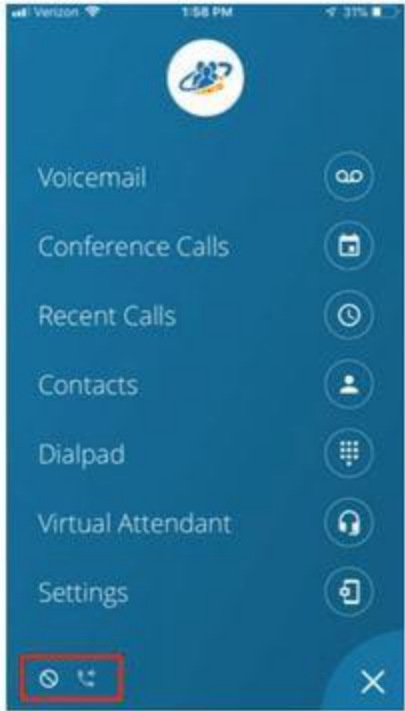 Verizon
1:58 PM
31%
Voicemail
Conference Calls
Recent Calls
Contacts
Dialpad
Virtual Attendant
Settings